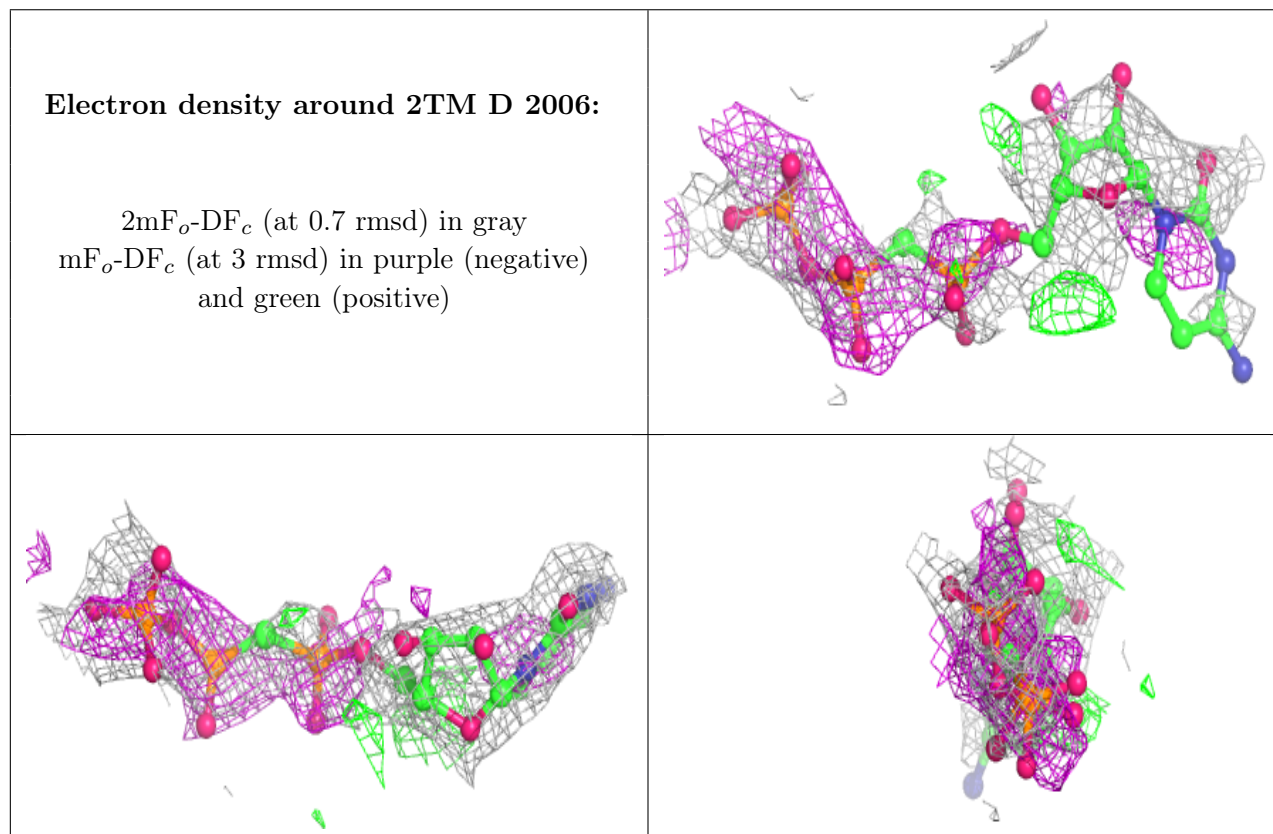 Electron density around 2TM D 2006:
2mFo-DFc (at 0.7 rmsd) in gray
mFo-DFc (at 3 rmsd) in purple (negative)
and green (positive)